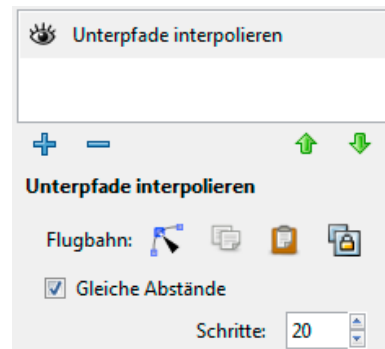 Unterpfade interpolieren
Unterpfade interpolieren
Flugbahn:
Gleiche Abstände
Schritte: 20